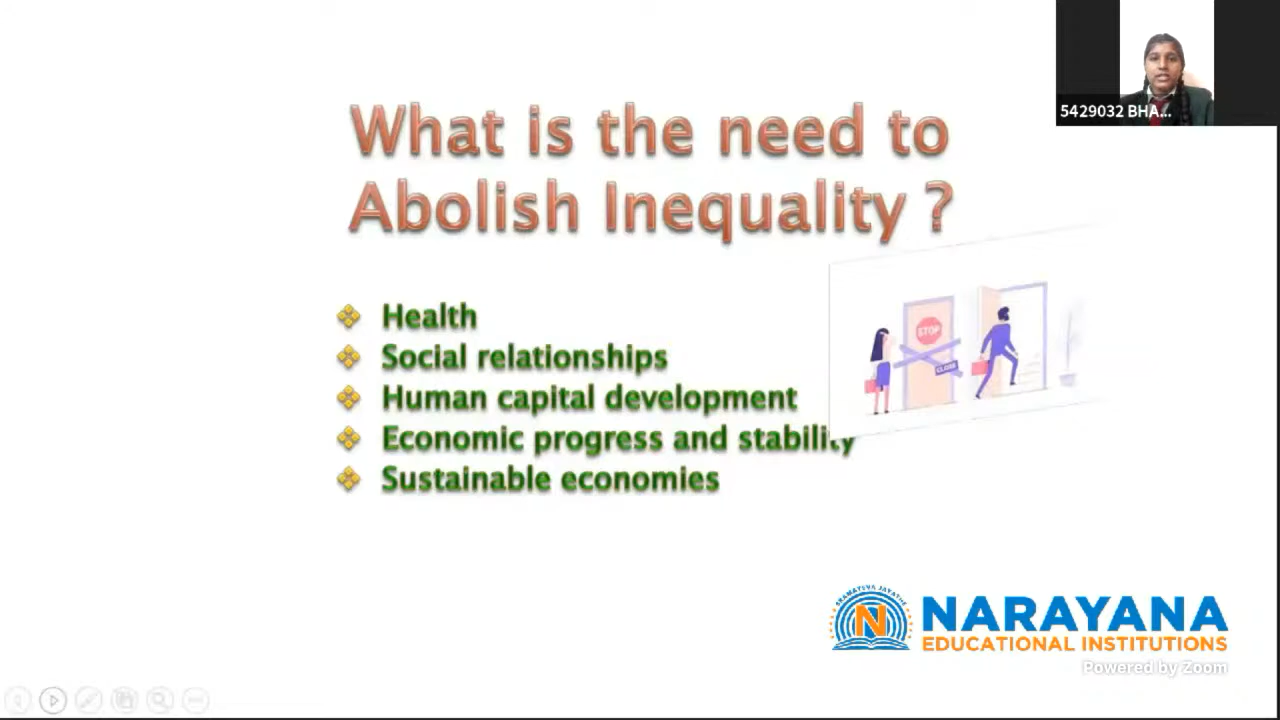 5429032 BHA...
What is the need to
Abolish Inequality ?
Health
Social relationships
Human capital development
Economic progress and stability
Sustainable economies
STOP
CLOSE
N
NARAYANA
EDUCATIONAL INSTITUTIONS
Powered by Zoom